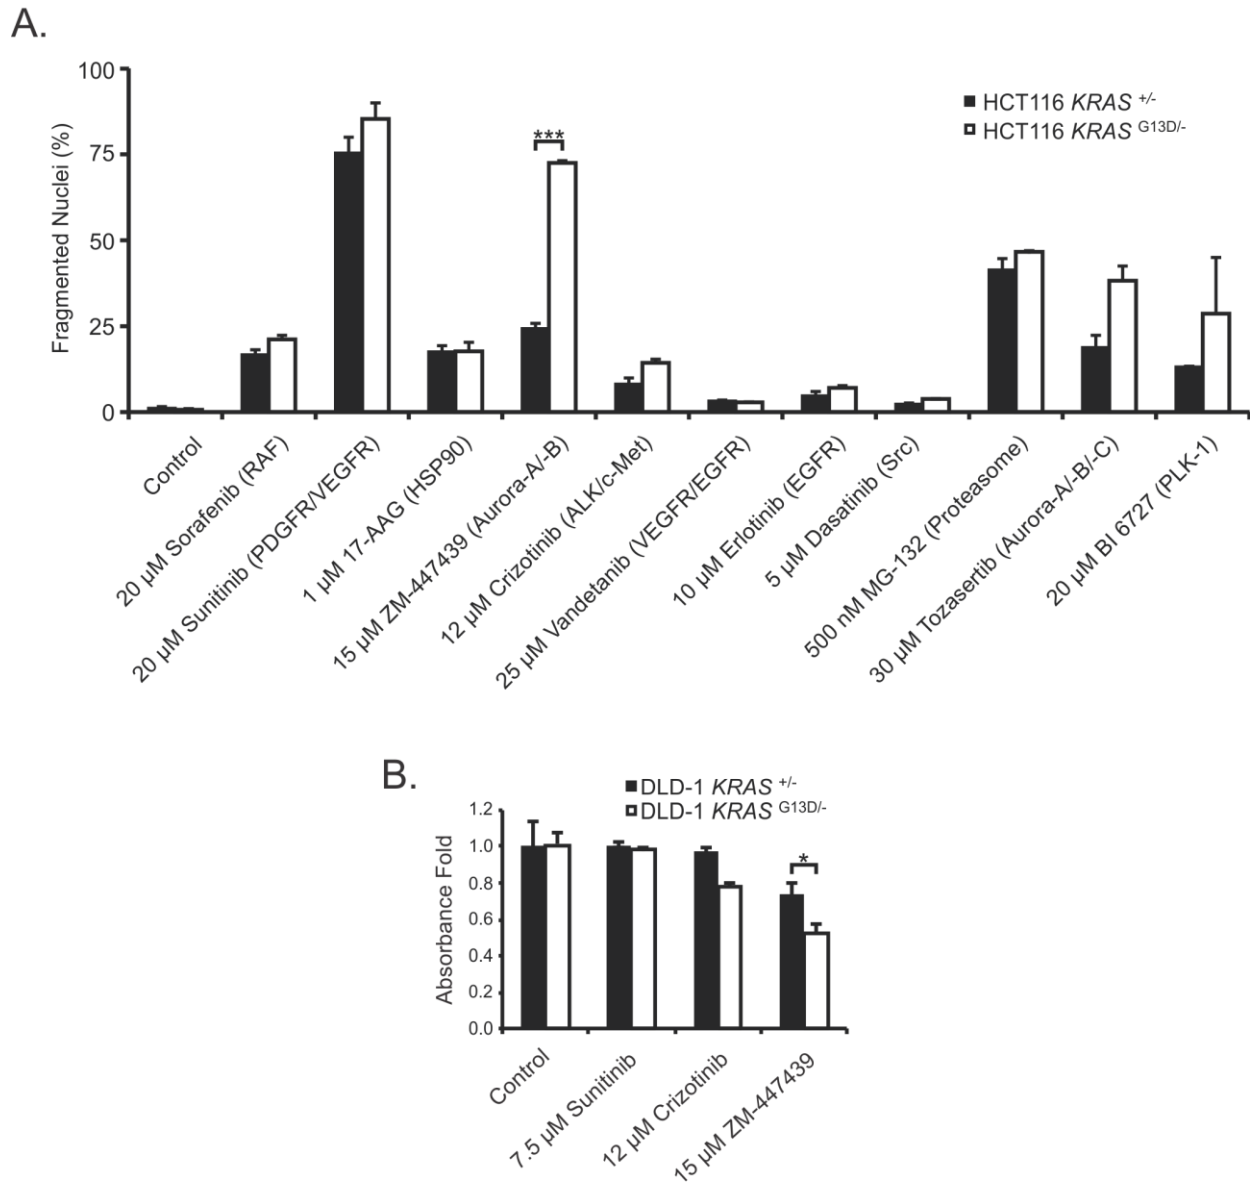 A.
Fragmented Nuclei (%)
100
75
50
25
0
HCT116 KRAS +/-
HCT116 KRAS G13D/-
***
Control
20 µM Sorafenib (RAF)
20 µM Sunitinib (PDGFR/VEGFR)
1 µM 17-AAG (HSP90)
15 µM ZM-447439 (Aurora-A/-B)
12 µM Crizotinib (ALK/c-Met)
25 µM Vandetanib (VEGFR/EGFR)
10 µM Erlotinib (EGFR)
5 µM Dasatinib (Src)
500 nM MG-132 (Proteasome)
30 µM Tozasertib (Aurora-A/-B/-C)
20 µM BI 6727 (PLK-1)
B.
DLD-1 KRAS +/-
DLD-1 KRAS G13D/-
Absorbance Fold
1.2
1.0
0.8
0.6
0.4
0.2
0.0
*
Control
7.5 µM Sunitinib
12 µM Crizotinib
15 µM ZM-447439